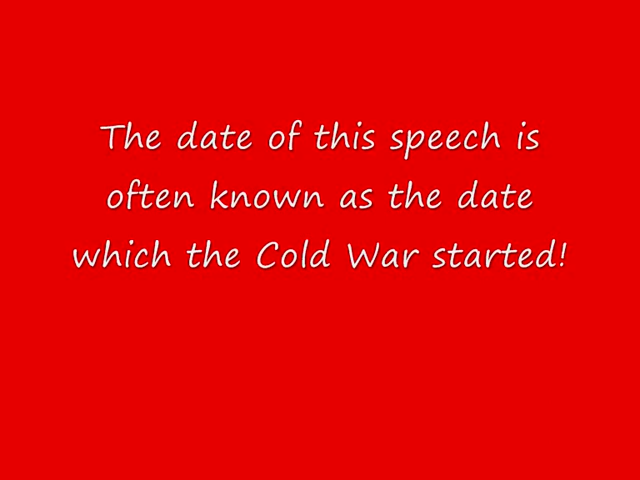 The date of this speech is
often known as the date
which the Cold War started!